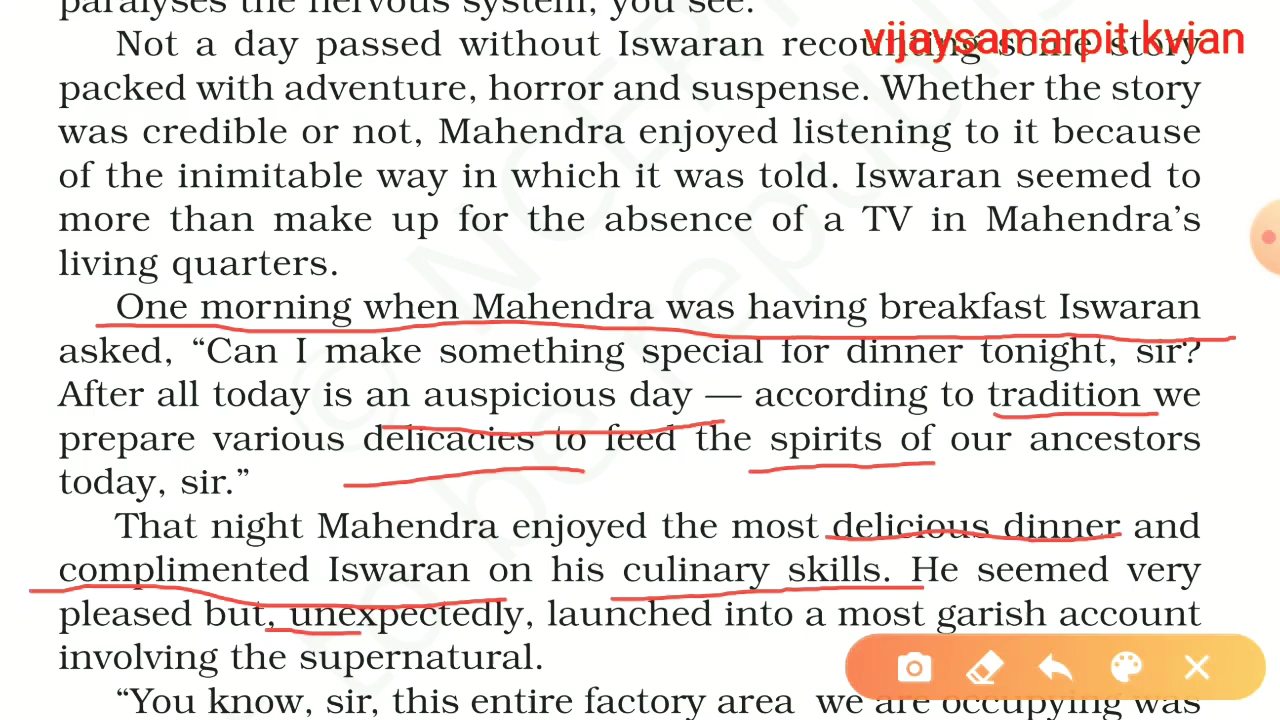 paralyses the nervous system, you see.
Not a day passed without Iswaran recounting some story
vijaysamarpit kvian
packed with adventure, horror and suspense. Whether the story
was credible or not, Mahendra enjoyed listening to it because
of the inimitable way in which it was told. Iswaran seemed to
more than make up for the absence of a TV in Mahendra’s
living quarters.
One morning when Mahendra was having breakfast Iswaran
asked, “Can I make something special for dinner tonight, sir?
After all today is an auspicious day — according to tradition we
prepare various delicacies to feed the spirits of our ancestors
today, sir.”
That night Mahendra enjoyed the most delicious dinner and
complimented Iswaran on his culinary skills. He seemed very
pleased but, unexpectedly, launched into a most garish account
involving the supernatural.
“You know, sir, this entire factory area we are occupying was